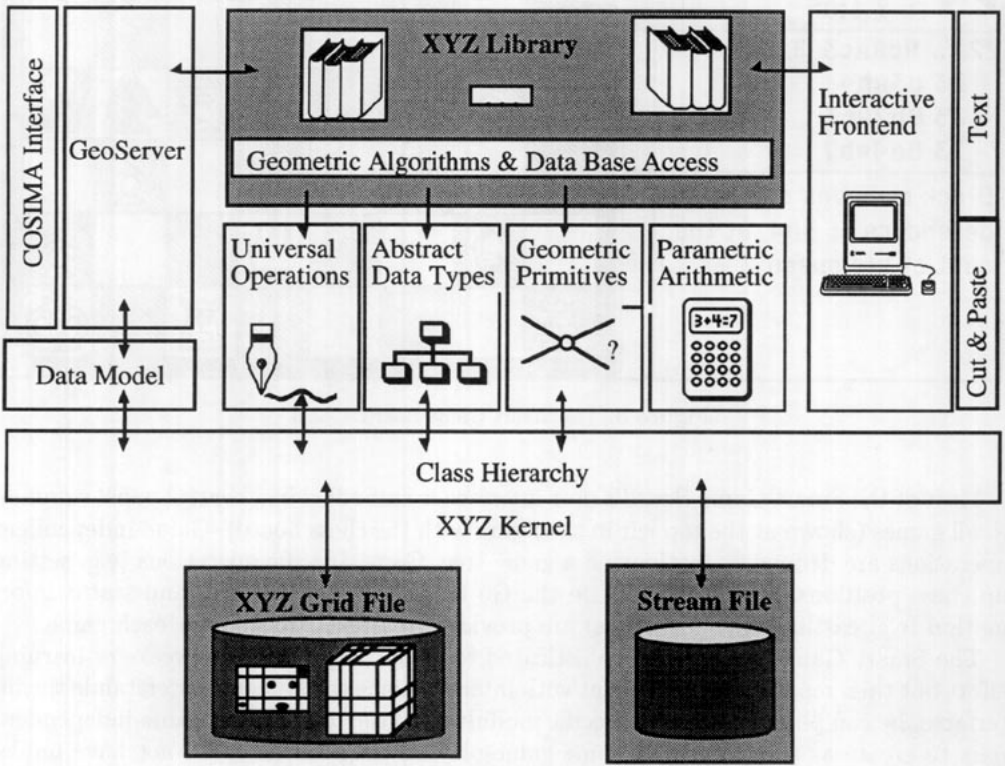 COSIMA Interface
GeoServer
XYZ Library
Geometric Algorithms & Data Base Access
Interactive
Frontend
Text
Cut & Paste
Universal
Operations
Abstract
Data Types
Geometric
Primitives
Parametric
Arithmetic
3+4=7
?
Data Model
Class Hierarchy
XYZ Kernel
XYZ Grid File
Stream File